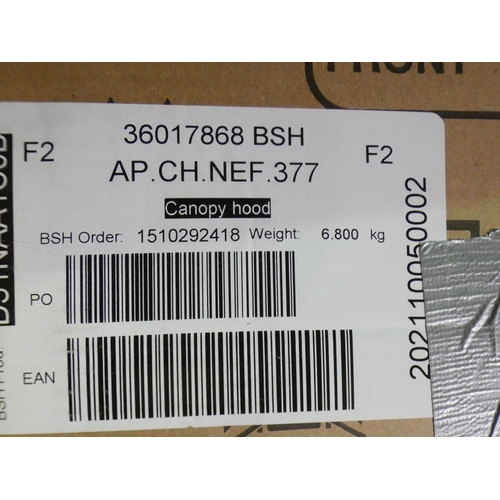 FRONT
36017868 BSH
F2
F2
AP.CH.NEF.377
Canopy hood
BSH Order: 1510292418 Weight: 6.800 kg
PO
EAN
202110050002